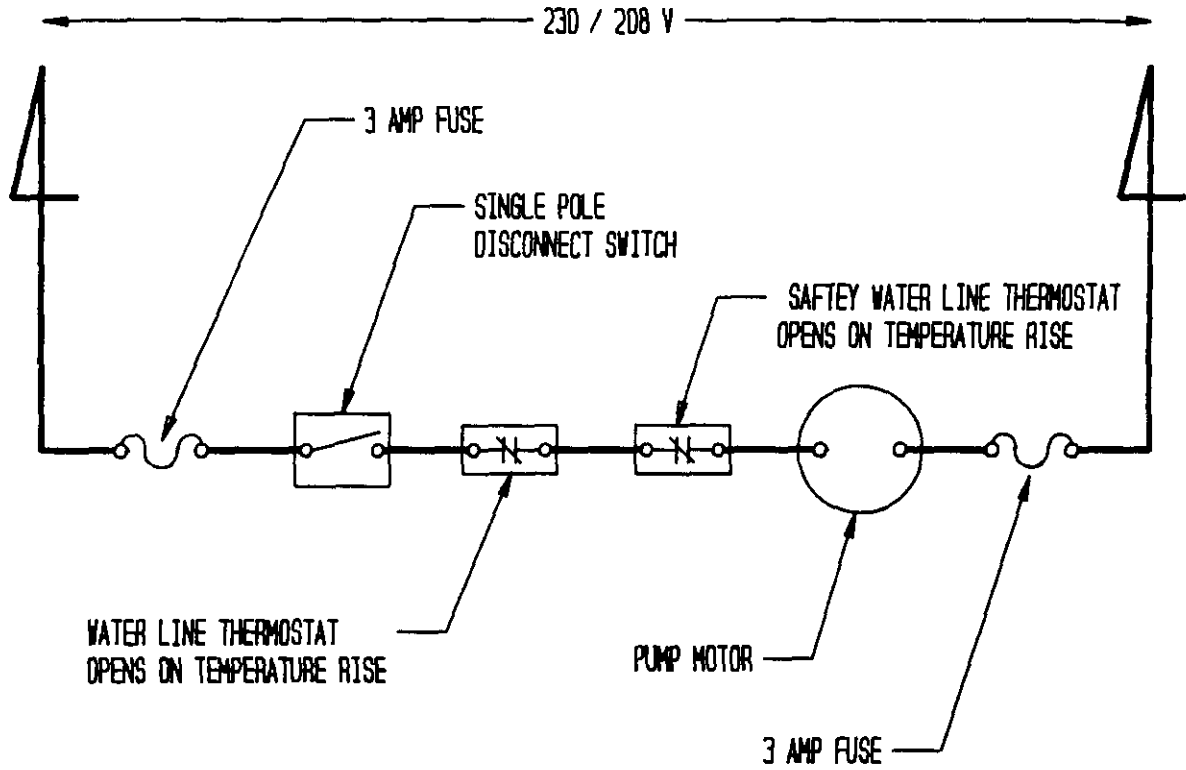 230 / 208 V
3 AMP FUSE
SINGLE POLE
DISCONNECT SWITCH
SAFTEY WATER LINE THERMOSTAT
OPENS ON TEMPERATURE RISE
WATER LINE THERMOSTAT
OPENS ON TEMPERATURE RISE
PUMP MOTOR
3 AMP FUSE